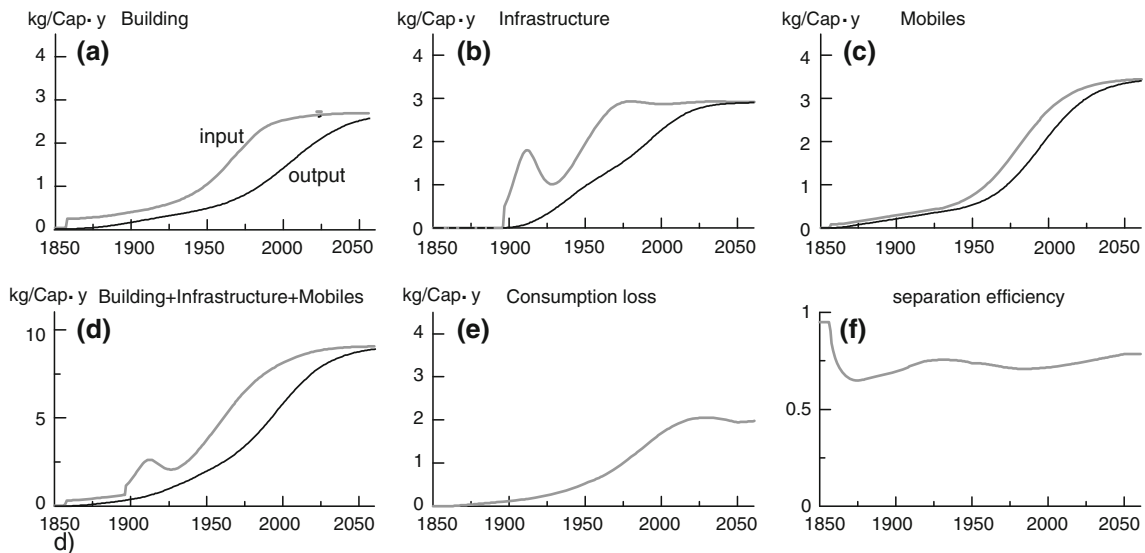 kg/Cap· y Building
(a)
4
3
2
1
0
input
output
1850 1900 1950 2000 2050
kg/Cap· y Infrastructure
(b)
4
3
2
1
0
1850 1900 1950 2000 2050
kg/Cap· y Mobiles
(c)
4
3
2
1
0
1850 1900 1950 2000 2050
kg/Cap· y Building+Infrastructure+Mobiles
(d)
10
5
0
1850 1900 1950 2000 2050
d)
kg/Cap· y Consumption loss
(e)
4
3
2
1
0
1850 1900 1950 2000 2050
separation efficiency
(f)
1
0.5
0
1850 1900 1950 2000 2050